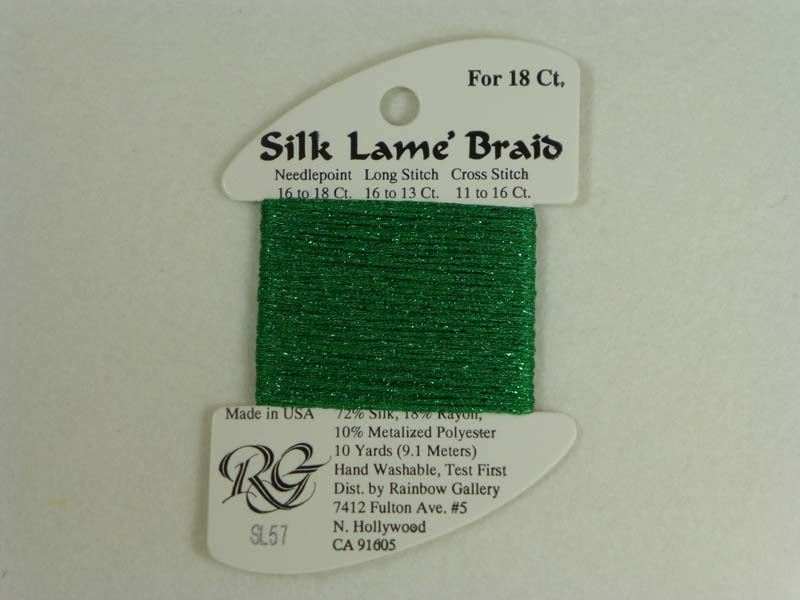 For 18 Ct.
Silk Lame' Braid
Needlepoint Long Stitch Cross Stitch
16 to 18 Ct. 16 to 13 Ct. 11 to 16 Ct.
Made in USA
72% Silk, 18% Rayon,
10% Metalized Polyester
10 Yards (9.1 Meters)
Hand Washable, Test First
Dist. by Rainbow Gallery
7412 Fulton Ave. #5
N. Hollywood
CA 91605
RG
SL57